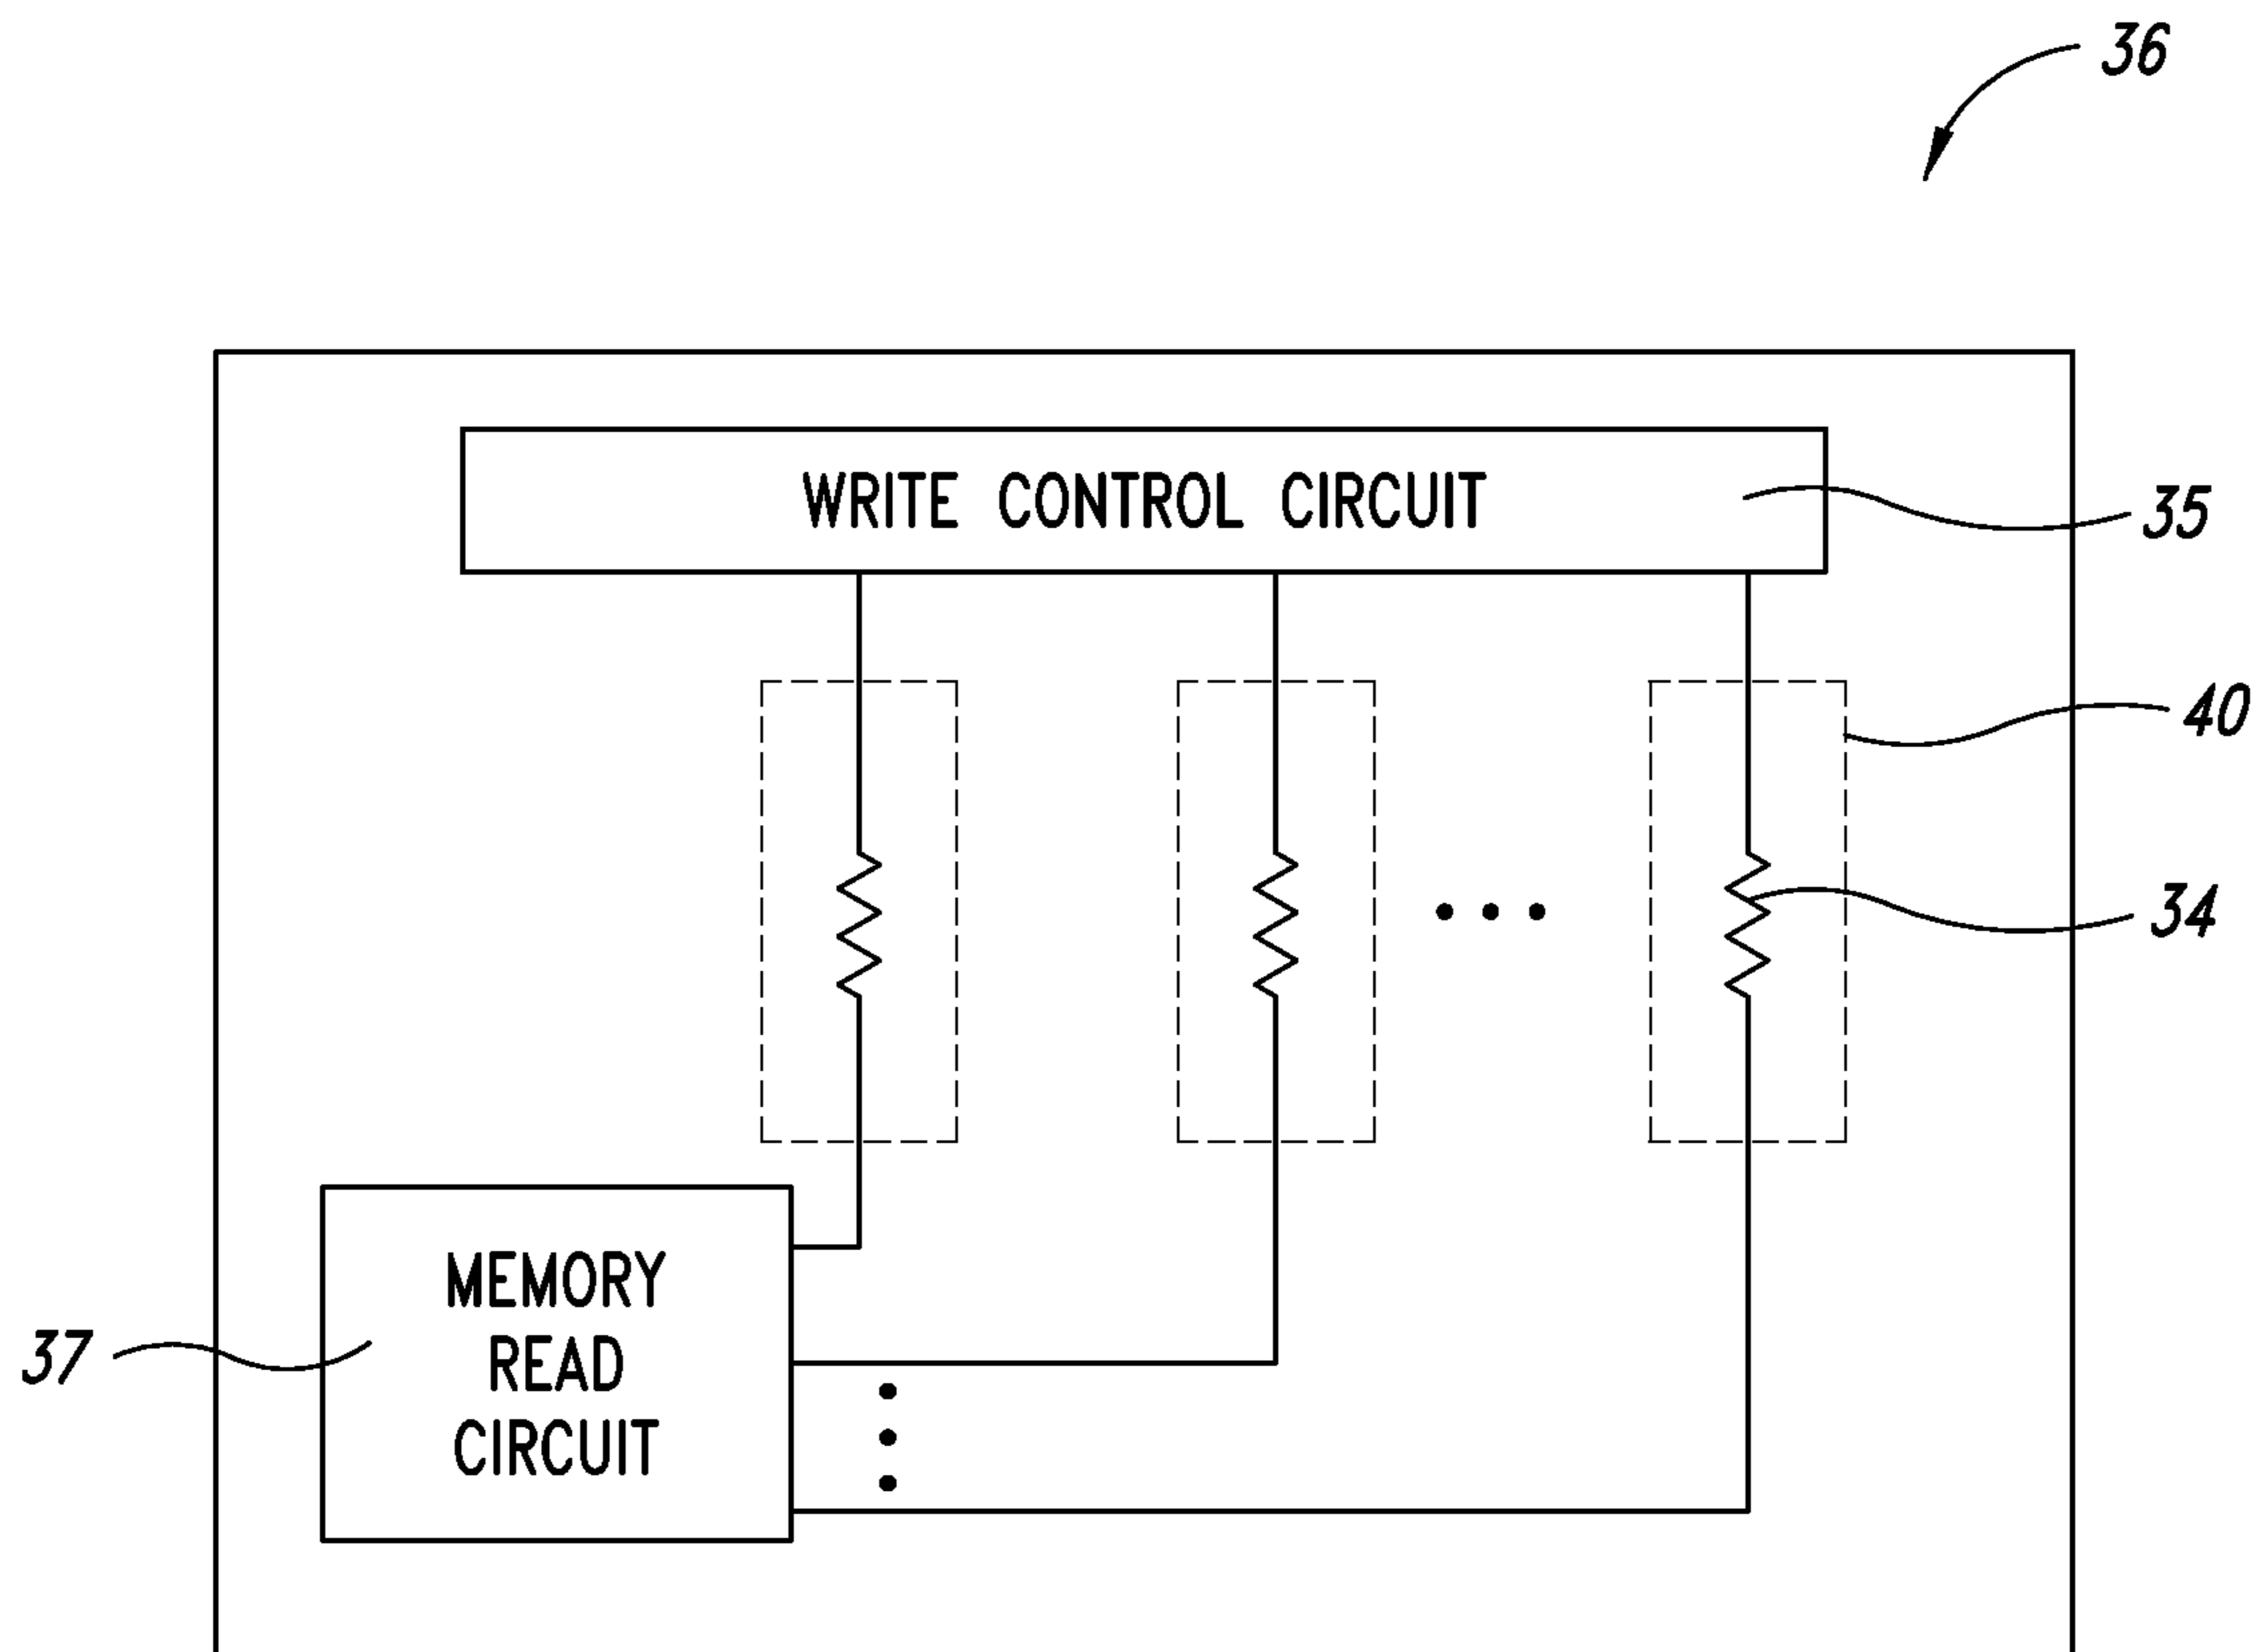 36
WRITE CONTROL CIRCUIT
35
40
34
MEMORY
READ
CIRCUIT
37